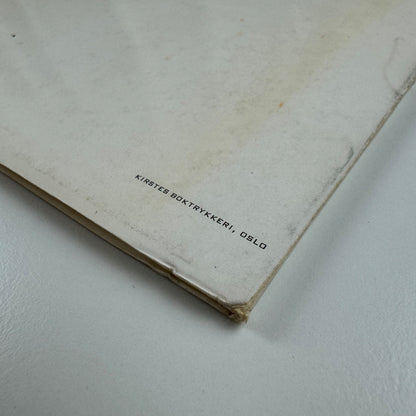 KIRSTES BOKTRYKKERI, OSLO